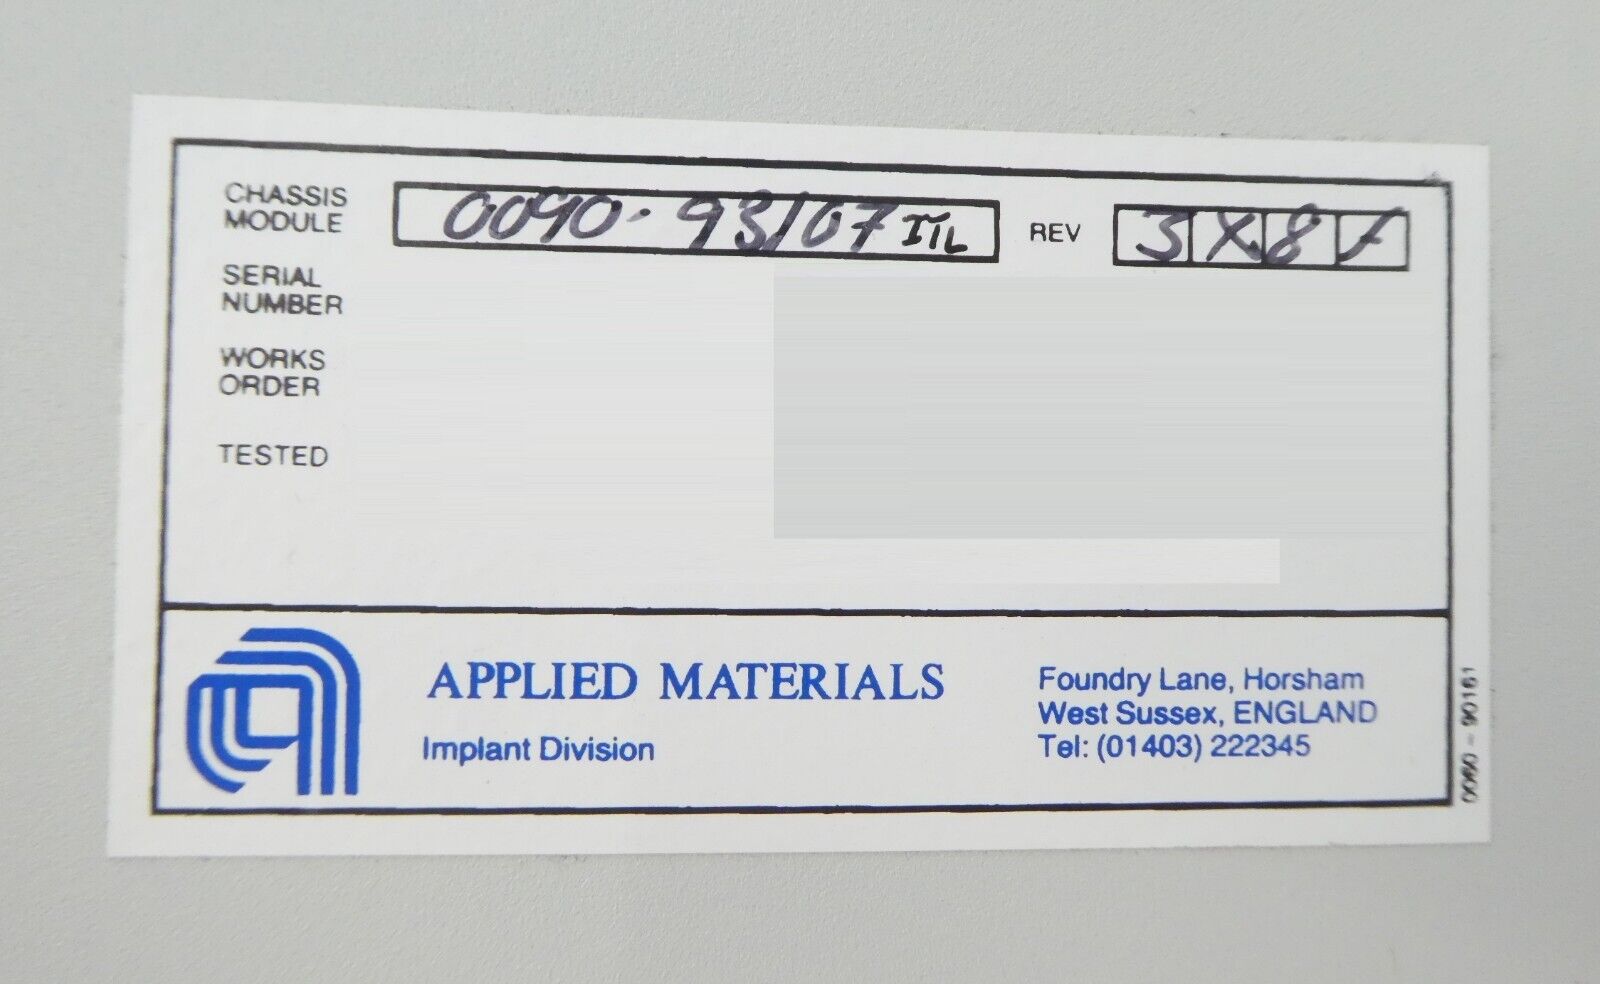 CHASSIS
MODULE
0090-93107 ITL
REV
3 X 8 /
SERIAL
NUMBER
WORKS
ORDER
TESTED
APPLIED MATERIALS
Implant Division
Foundry Lane, Horsham
West Sussex, ENGLAND
Tel: (01403) 222345
0060 - 90161